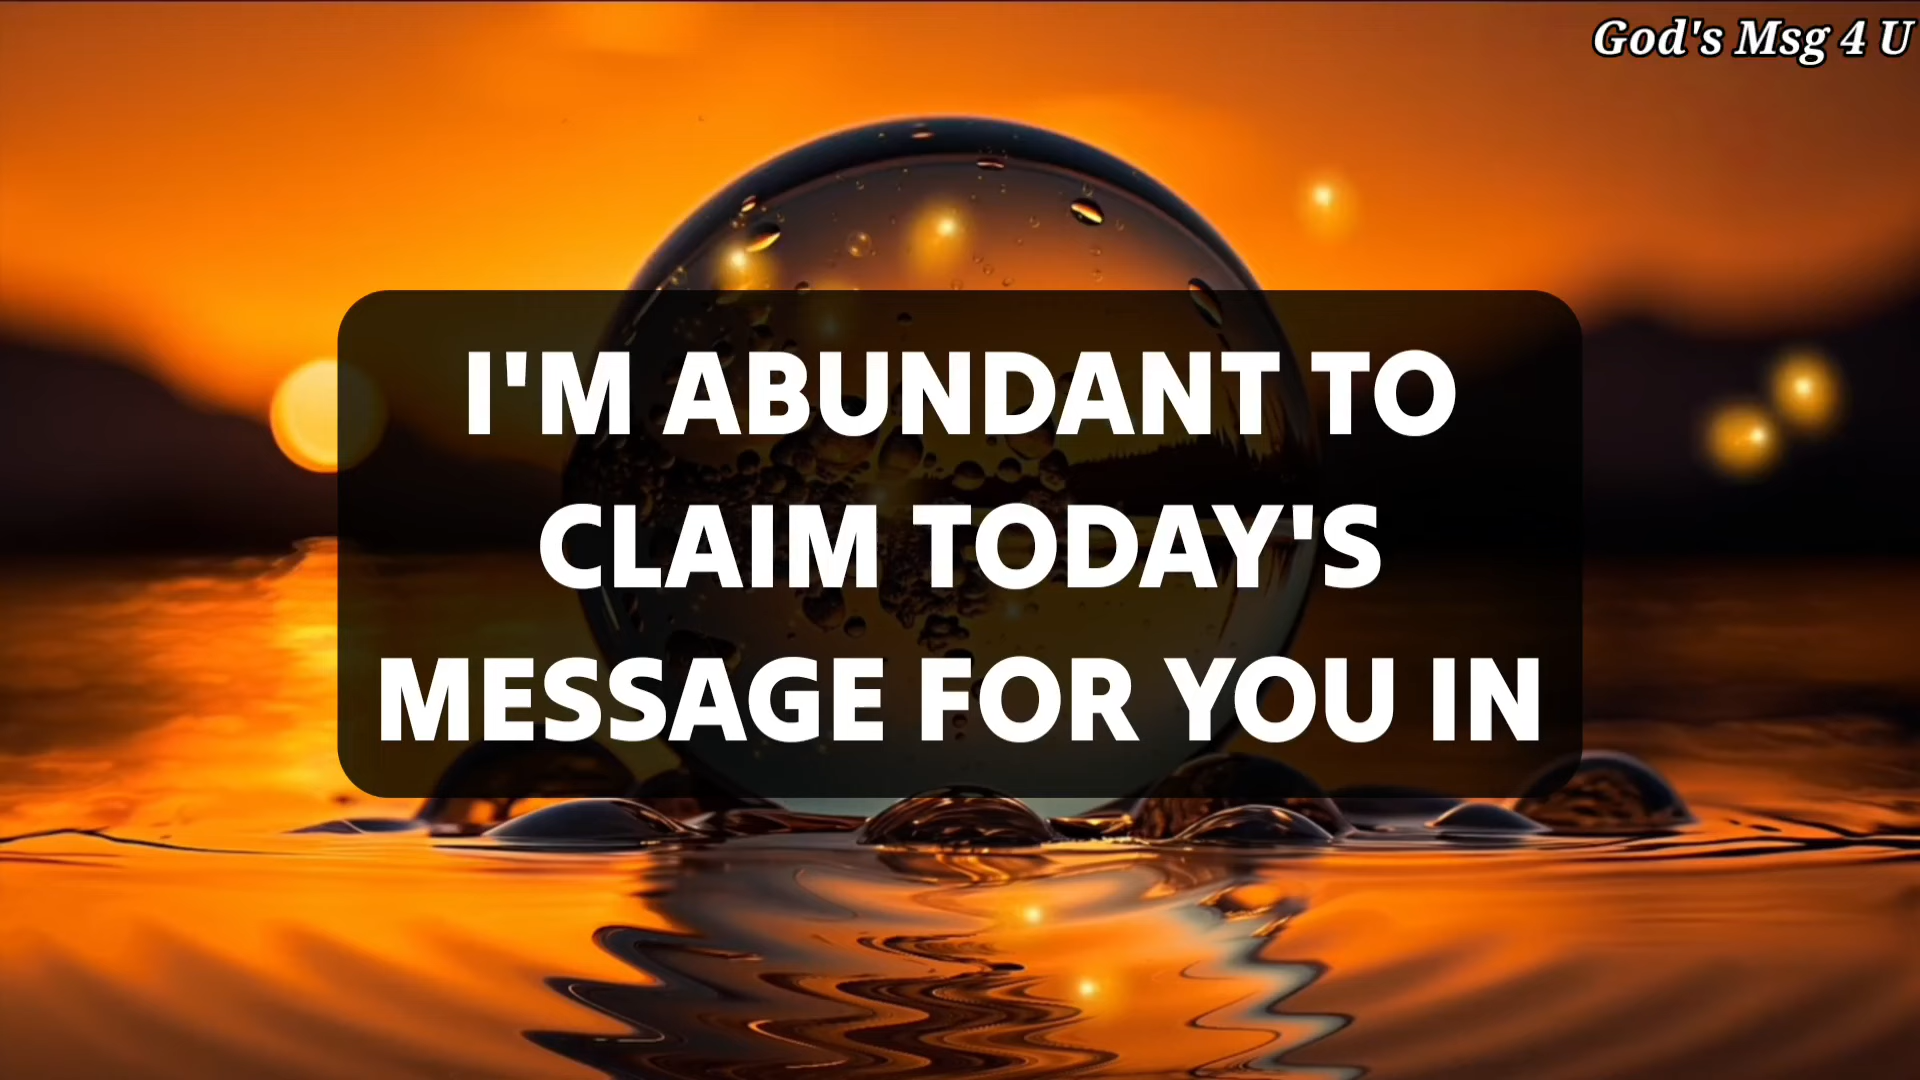 God's Msg 4 U
I'M ABUNDANT TO
CLAIM TODAY'S
MESSAGE FOR YOU IN